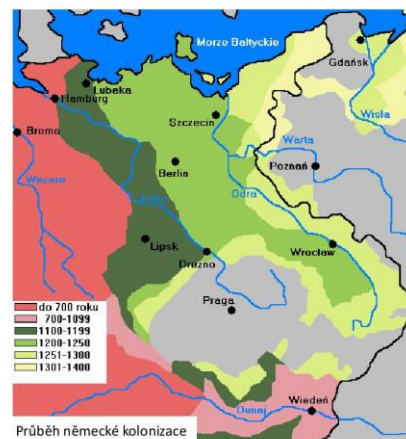 Morze Bałtyckie
Gdańsk
Lubeka
Hamburg
Szczecin
Wisła
Brema
Warta
Wezera
Berlin
Poznań
Odra
Lipsk
Drezno
Wrocław
Praga
do 700 roku
700-1099
1100-1199
1200-1250
1251-1300
1301-1400
Wiedeń
Dunaj
Průběh německé kolonizace